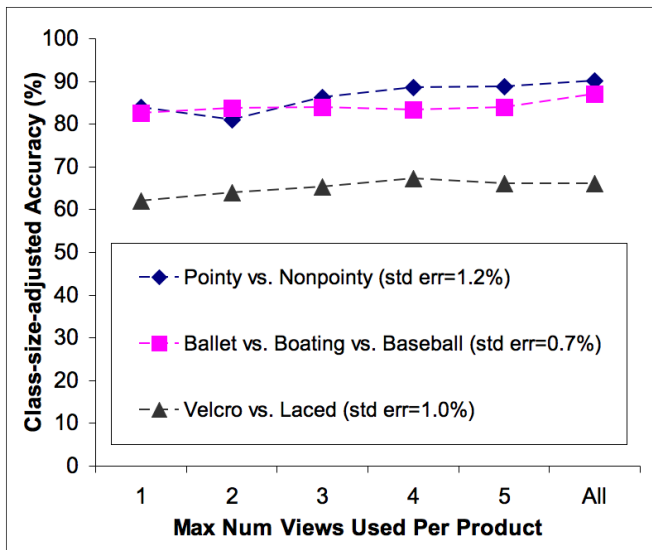 Class-size-adjusted Accuracy (%)
100
90
80
70
60
50
40
30
20
10
0
Pointy vs. Nonpointy (std err=1.2%)
Ballet vs. Boating vs. Baseball (std err=0.7%)
Velcro vs. Laced (std err=1.0%)
1 2 3 4 5 All
Max Num Views Used Per Product